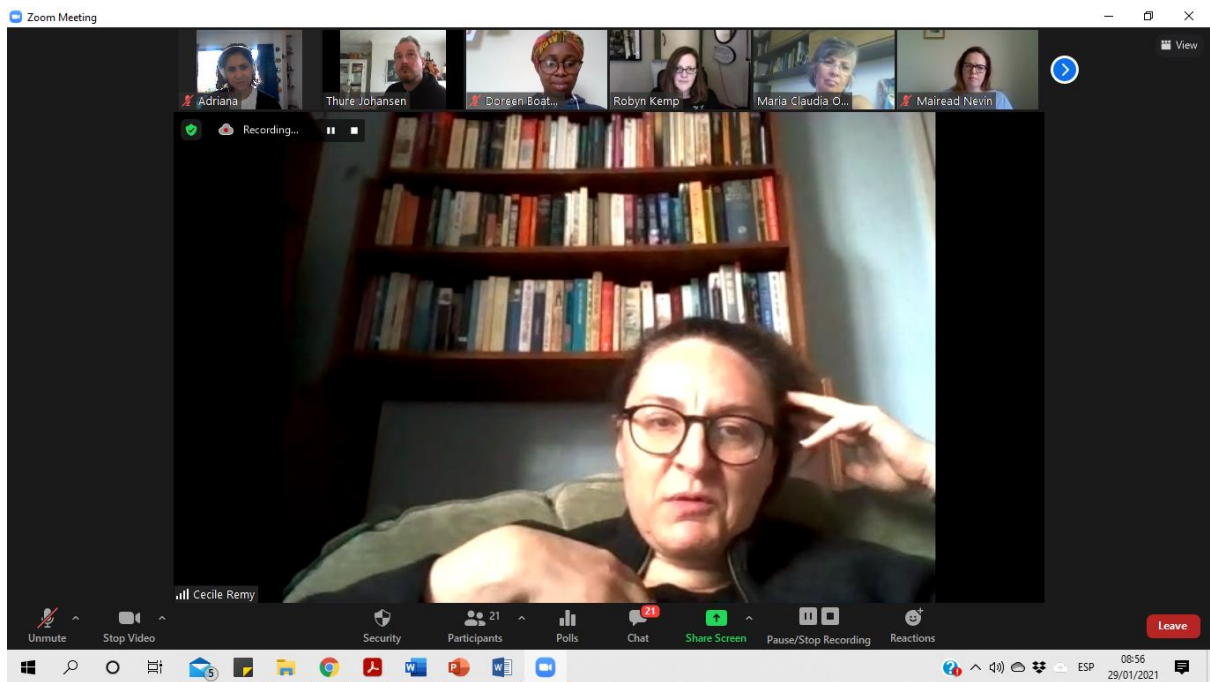 Zoom Meeting
View
Adriana
Thure Johansen
Doreen Boat...
Robyn Kemp
Maria Claudia O...
Mairead Nevin
Recording...
Cecile Remy
21
21
Unmute
Stop Video
Security
Participants
Polls
Chat
Share Screen
Pause/Stop Recording
Reactions
Leave
5
ESP
08:56
29/01/2021